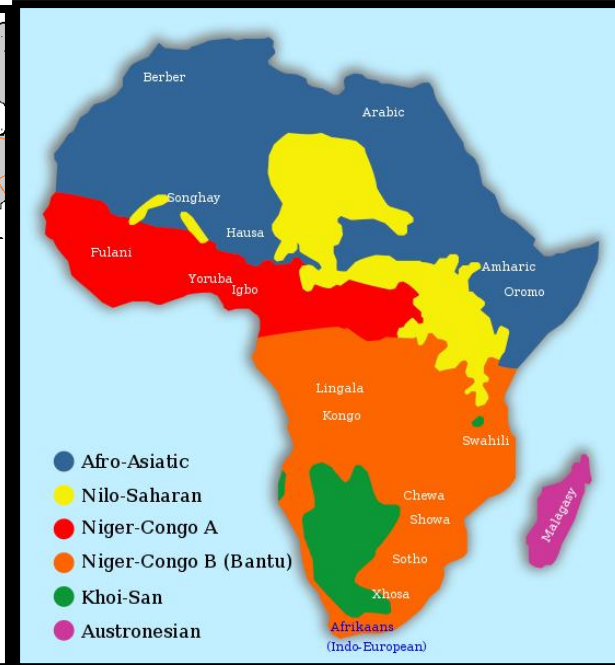 Berber
Arabic
Songhay
Hausa
Fulani
Yoruba
Igbo
Amharic
Oromo
Lingala
Kongo
Swahili
Chewa
Showa
Sotho
Xhosa
Malagasy
Afrikaans
(Indo-European)
Afro-Asiatic
Nilo-Saharan
Niger-Congo A
Niger-Congo B (Bantu)
Khoi-San
Austronesian